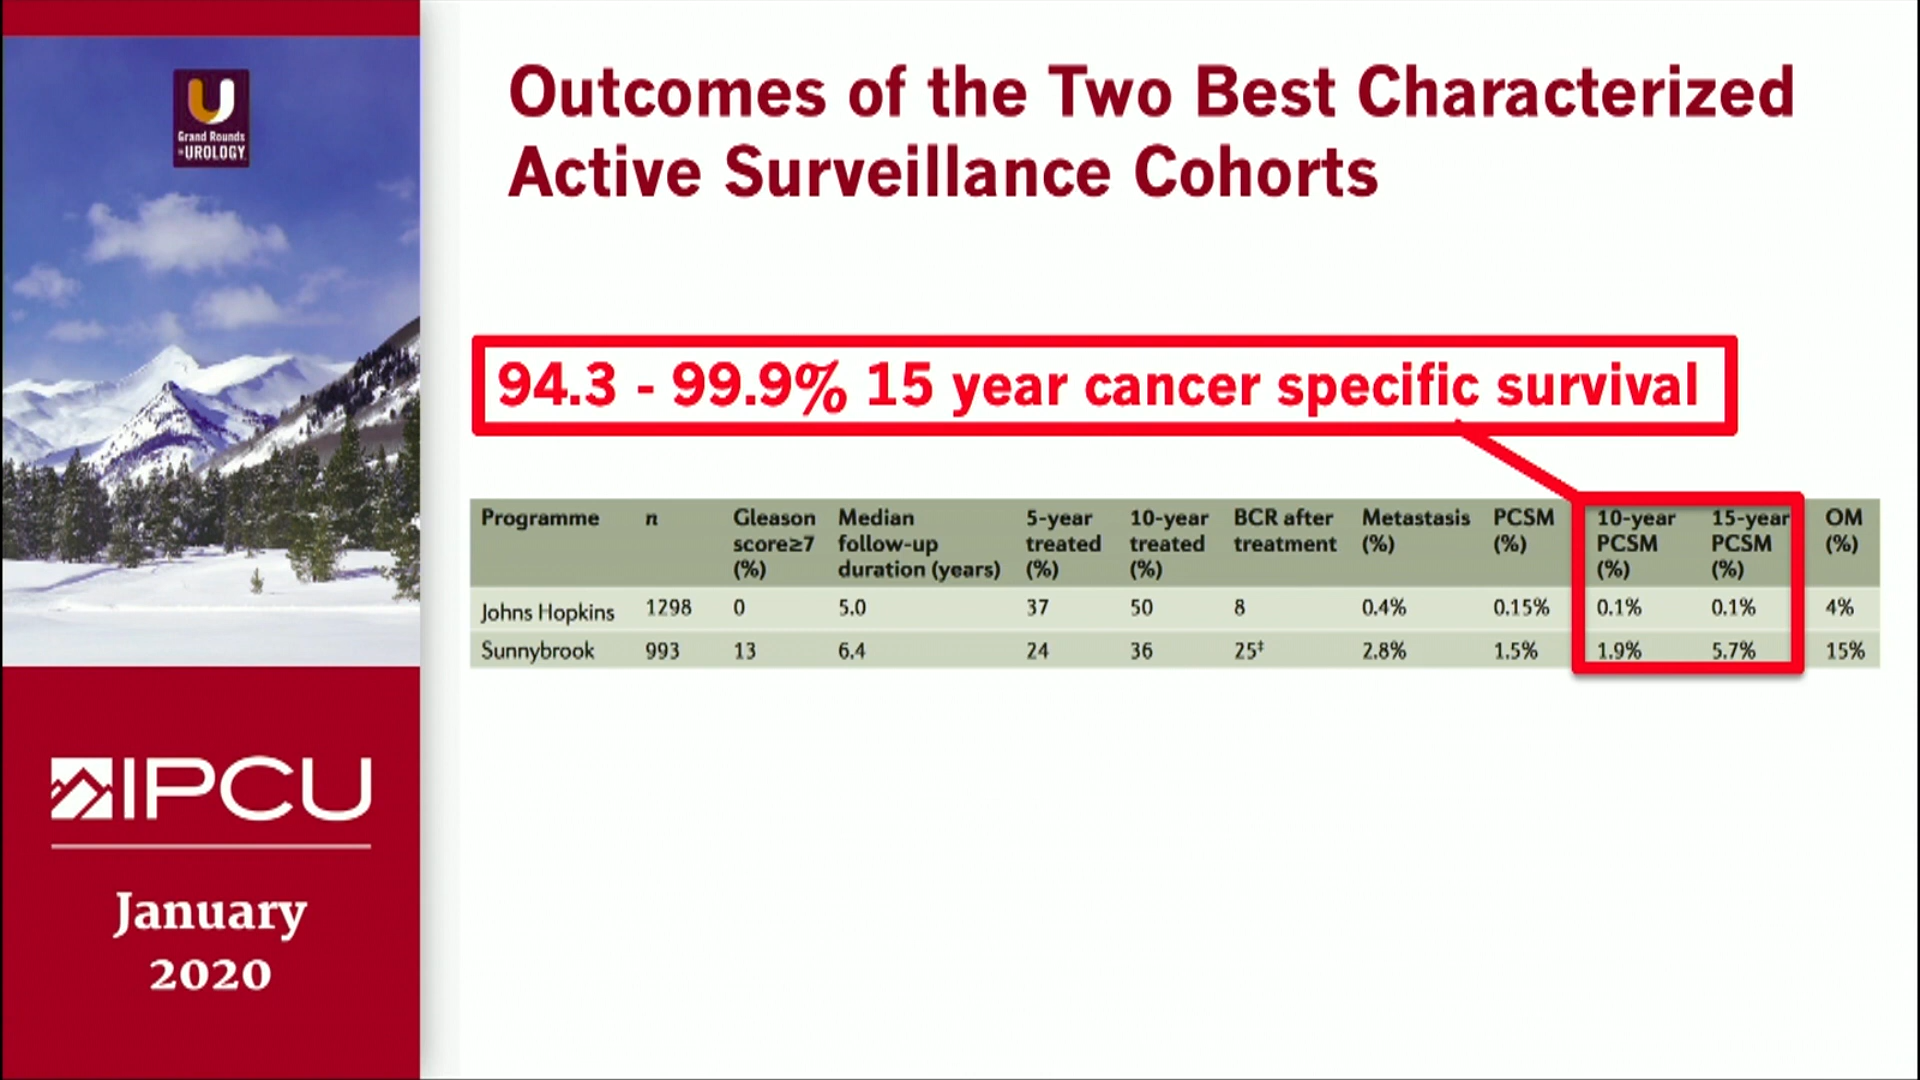 Grand Rounds
in UROLOGY
Outcomes of the Two Best Characterized
Active Surveillance Cohorts
94.3 - 99.9% 15 year cancer specific survival
Programme n Gleason score≥7 (%) Median follow-up duration (years) 5-year treated (%) 10-year treated (%) BCR after treatment Metastasis (%) PCSM (%) 10-year PCSM (%) 15-year PCSM (%) OM (%)
Johns Hopkins 1298 0 5.0 37 50 8 0.4% 0.15% 0.1% 0.1% 4%
Sunnybrook 993 13 6.4 24 36 25‡ 2.8% 1.5% 1.9% 5.7% 15%
IPCU
January
2020